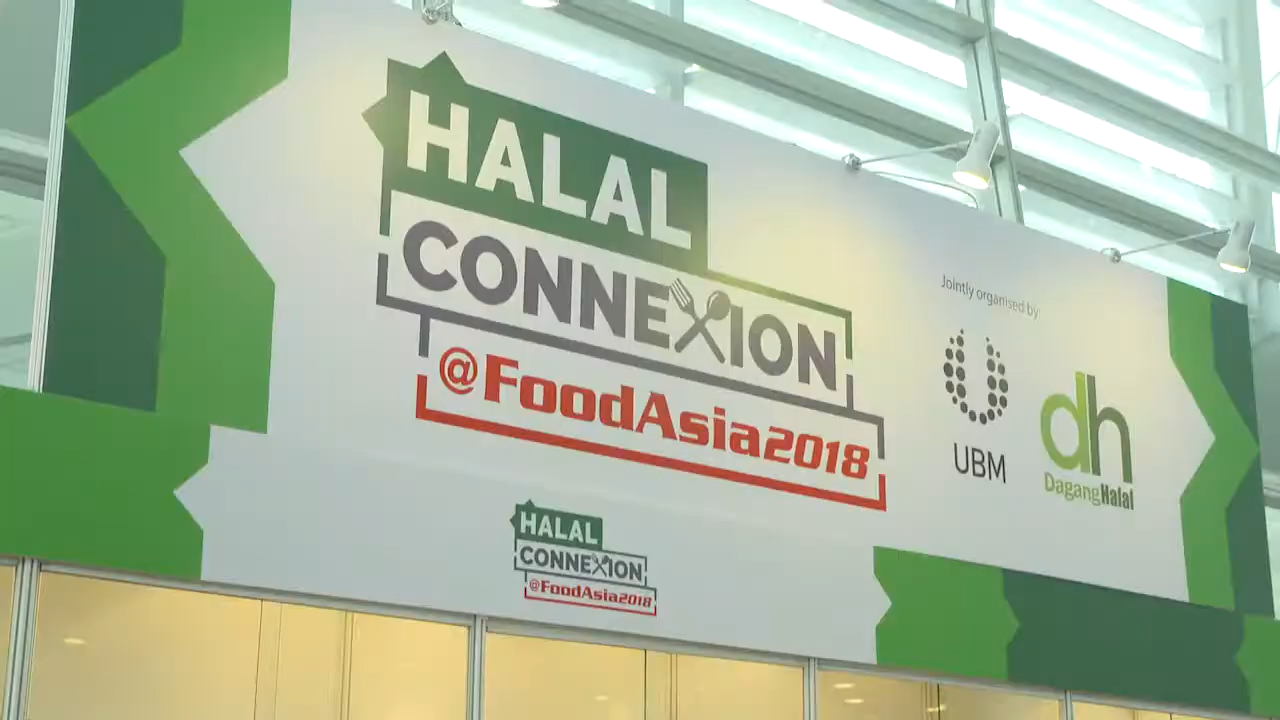 HALAL
CONNEXION
@FoodAsia2018
Jointly organised by:
UBM
dh
DagangHalal
HALAL
CONNEXION
@FoodAsia2018